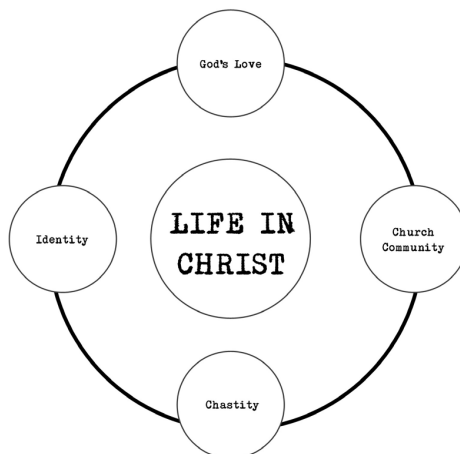 God's Love
Identity
LIFE IN
CHRIST
Church
Community
Chastity